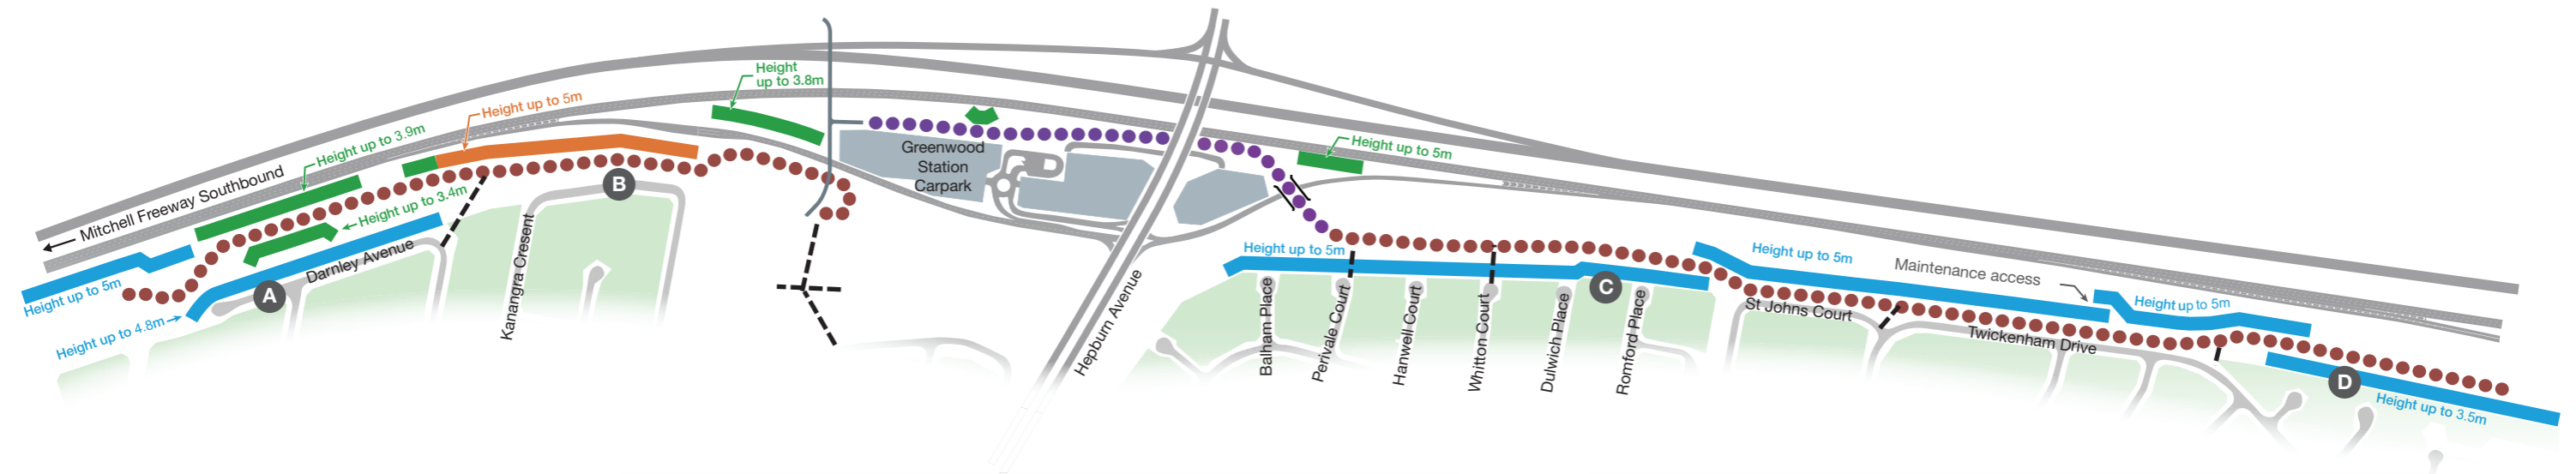 Height
up to 3.8m
Height up to 5m
Height up to 3.9m
Mitchell Freeway Southbound
Height up to 3.4m
Height up to 5m
Height up to 4.8m
Darnley Avenue
A
B
Kanangra Cresent
Greenwood
Station
Carpark
Hepburn Avenue
Height up to 5m
Height up to 5m
Balham Place
Perivale Court
Hanwell Court
Whitton Court
Dulwich Place
Romford Place
C
Height up to 5m
Maintenance access
Height up to 5m
St Johns Court
Twickenham Drive
D
Height up to 3.5m